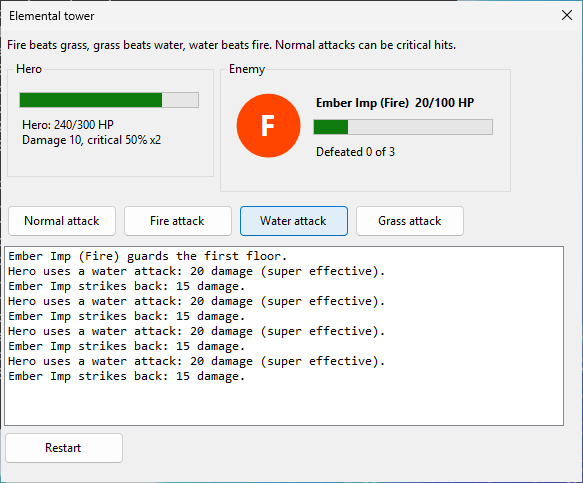 Elemental tower
Fire beats grass, grass beats water, water beats fire. Normal attacks can be critical hits.
Hero
Hero: 240/300 HP
Damage 10, critical 50% x2
Enemy
F
Ember Imp (Fire)  20/100 HP
Defeated 0 of 3
Normal attack
Fire attack
Water attack
Grass attack
Ember Imp (Fire) guards the first floor.
Hero uses a water attack: 20 damage (super effective).
Ember Imp strikes back: 15 damage.
Hero uses a water attack: 20 damage (super effective).
Ember Imp strikes back: 15 damage.
Hero uses a water attack: 20 damage (super effective).
Ember Imp strikes back: 15 damage.
Hero uses a water attack: 20 damage (super effective).
Ember Imp strikes back: 15 damage.
Restart